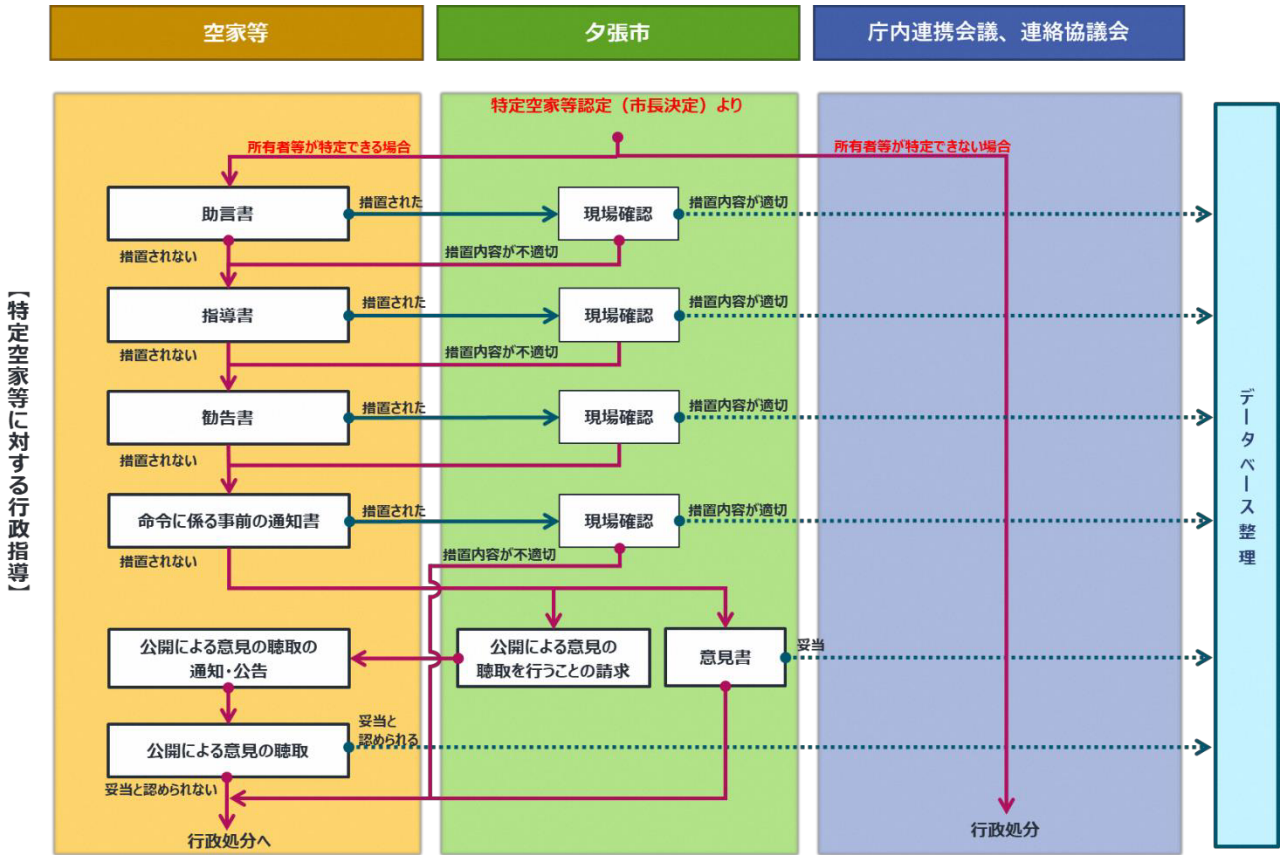 空家等
夕張市
庁内連携会議、連絡協議会
【特定空家等に対する行政指導】
特定空家等認定（市長決定）より
所有者等が特定できる場合
所有者等が特定できない場合
助言書
措置された
現場確認
措置内容が適切
措置されない
措置内容が不適切
指導書
措置された
現場確認
措置内容が適切
措置されない
措置内容が不適切
勧告書
措置された
現場確認
措置内容が適切
措置されない
命令に係る事前の通知書
措置された
現場確認
措置内容が適切
措置されない
措置内容が不適切
公開による意見の聴取の
通知・公告
公開による意見の
聴取を行うことの請求
意見書
妥当
公開による意見の聴取
妥当と
認められる
妥当と認められない
行政処分へ
行政処分
データベース整理